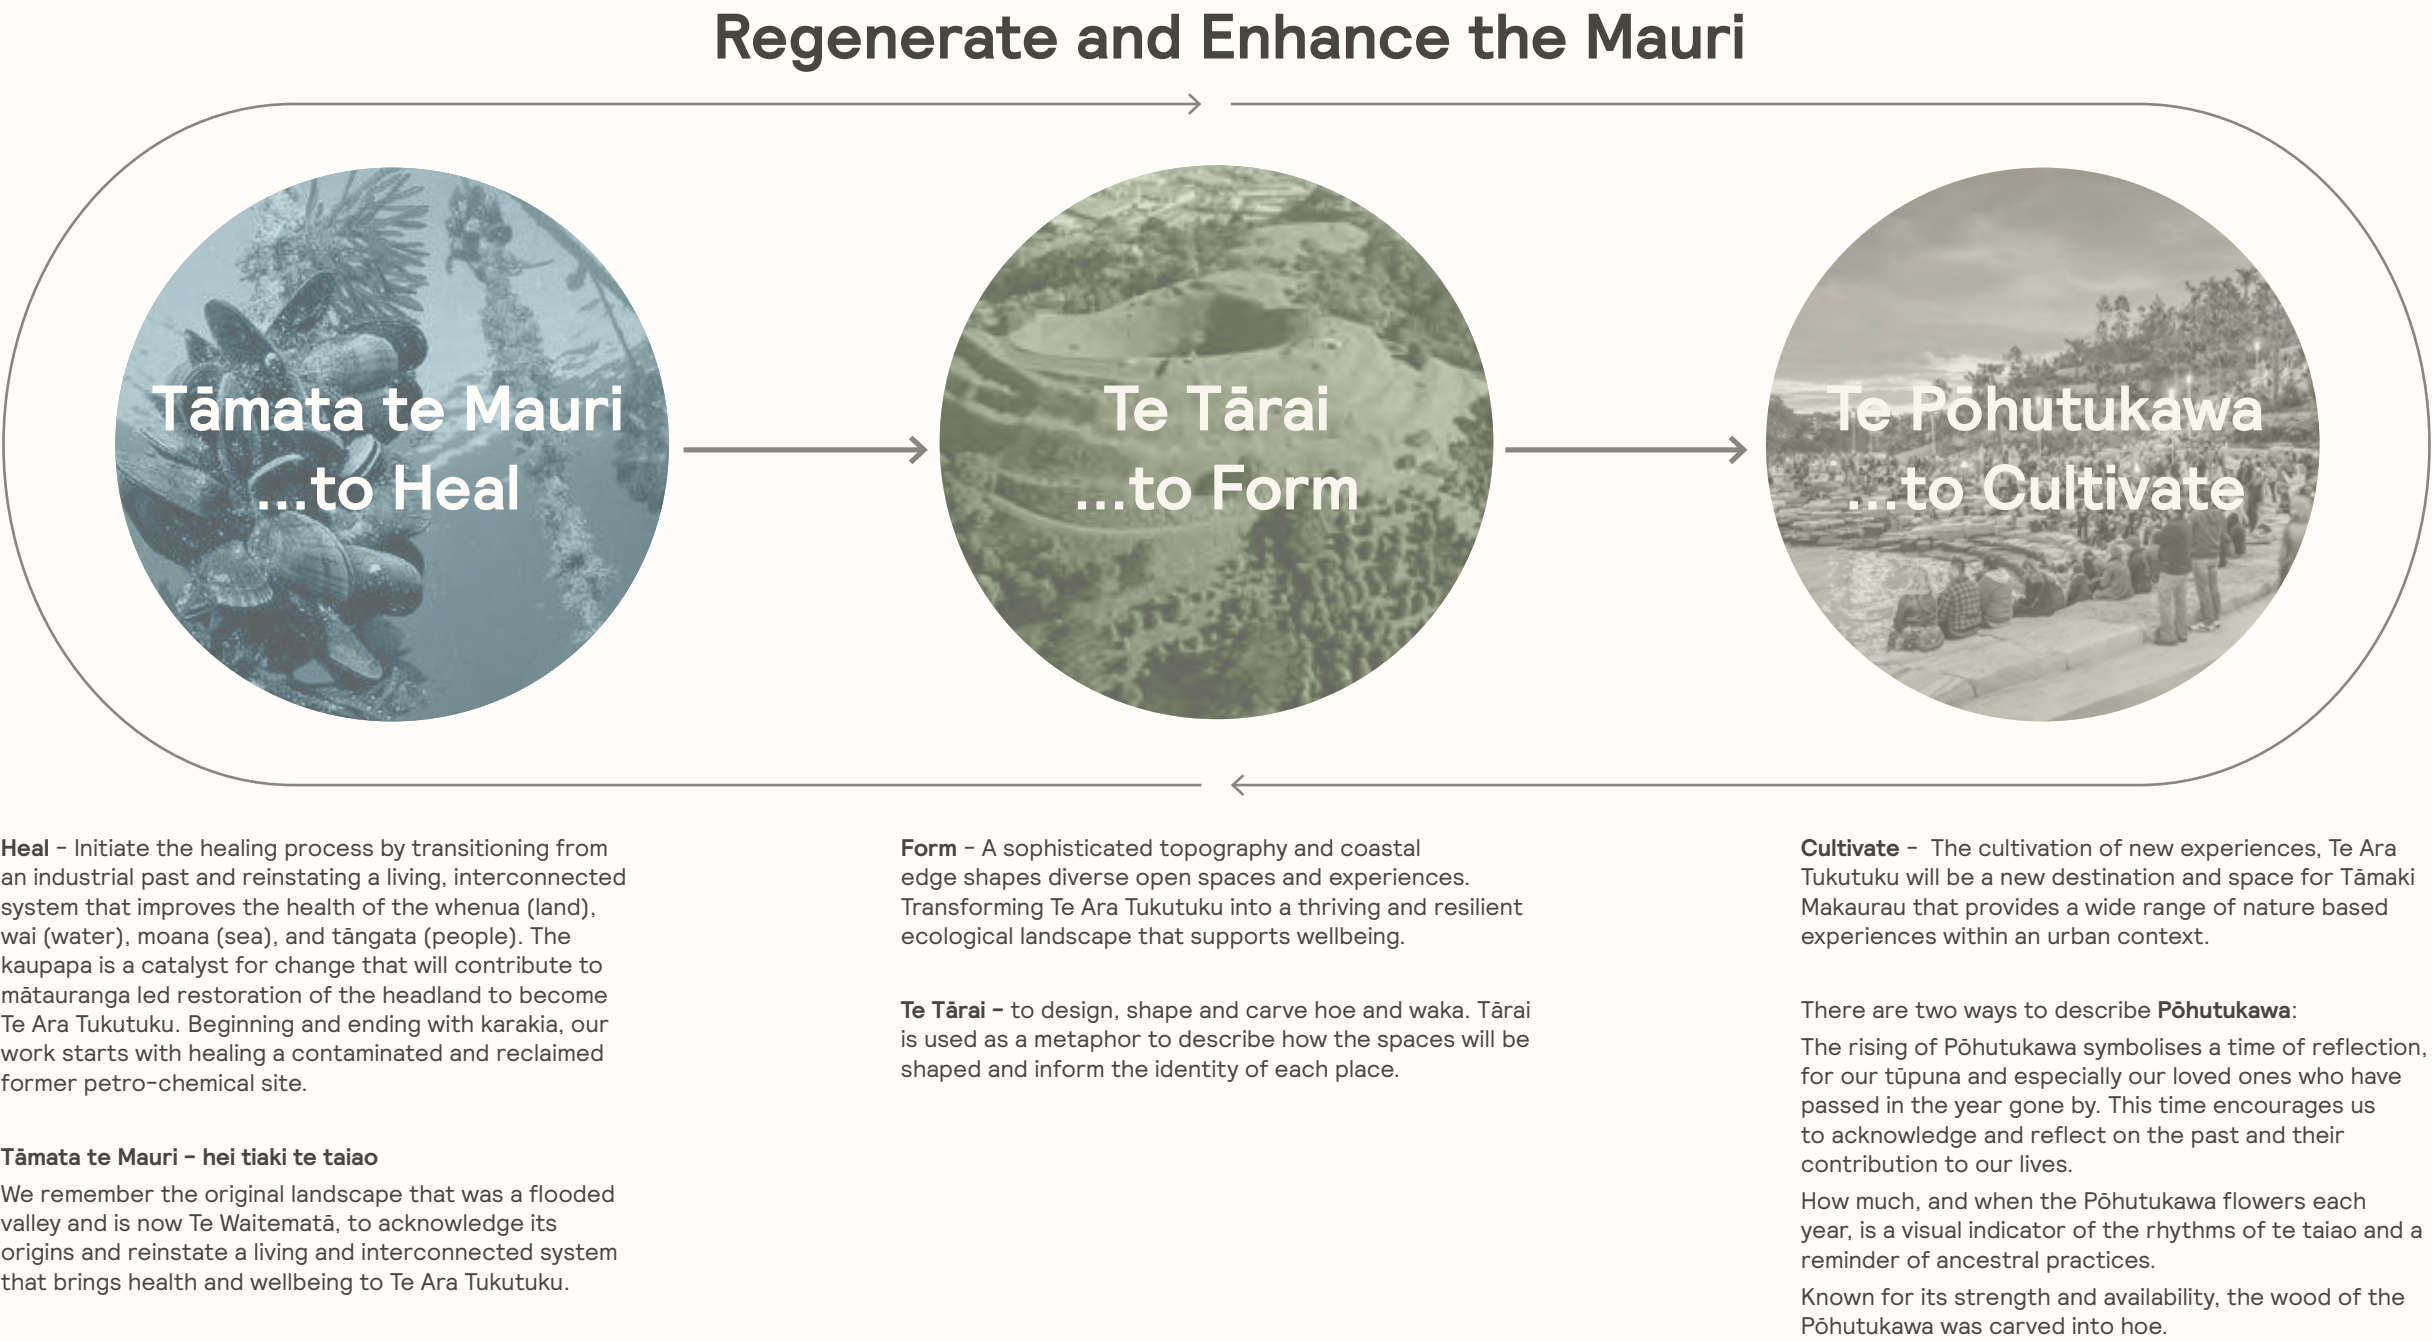 Regenerate and Enhance the Mauri
Tāmata te Mauri
...to Heal
Te Tārai
...to Form
Te Pōhutukawa
...to Cultivate
Heal - Initiate the healing process by transitioning from
an industrial past and reinstating a living, interconnected
system that improves the health of the whenua (land),
wai (water), moana (sea), and tāngata (people). The
kaupapa is a catalyst for change that will contribute to
mātauranga led restoration of the headland to become
Te Ara Tukutuku. Beginning and ending with karakia, our
work starts with healing a contaminated and reclaimed
former petro-chemical site.
Tāmata te Mauri - hei tiaki te taiao
We remember the original landscape that was a flooded
valley and is now Te Waitematā, to acknowledge its
origins and reinstate a living and interconnected system
that brings health and wellbeing to Te Ara Tukutuku.
Form - A sophisticated topography and coastal
edge shapes diverse open spaces and experiences.
Transforming Te Ara Tukutuku into a thriving and resilient
ecological landscape that supports wellbeing.
Te Tārai - to design, shape and carve hoe and waka. Tārai
is used as a metaphor to describe how the spaces will be
shaped and inform the identity of each place.
Cultivate - The cultivation of new experiences, Te Ara
Tukutuku will be a new destination and space for Tāmaki
Makaurau that provides a wide range of nature based
experiences within an urban context.
There are two ways to describe Pōhutukawa:
The rising of Pōhutukawa symbolises a time of reflection,
for our tūpuna and especially our loved ones who have
passed in the year gone by. This time encourages us
to acknowledge and reflect on the past and their
contribution to our lives.
How much, and when the Pōhutukawa flowers each
year, is a visual indicator of the rhythms of te taiao and a
reminder of ancestral practices.
Known for its strength and availability, the wood of the
Pōhutukawa was carved into hoe.